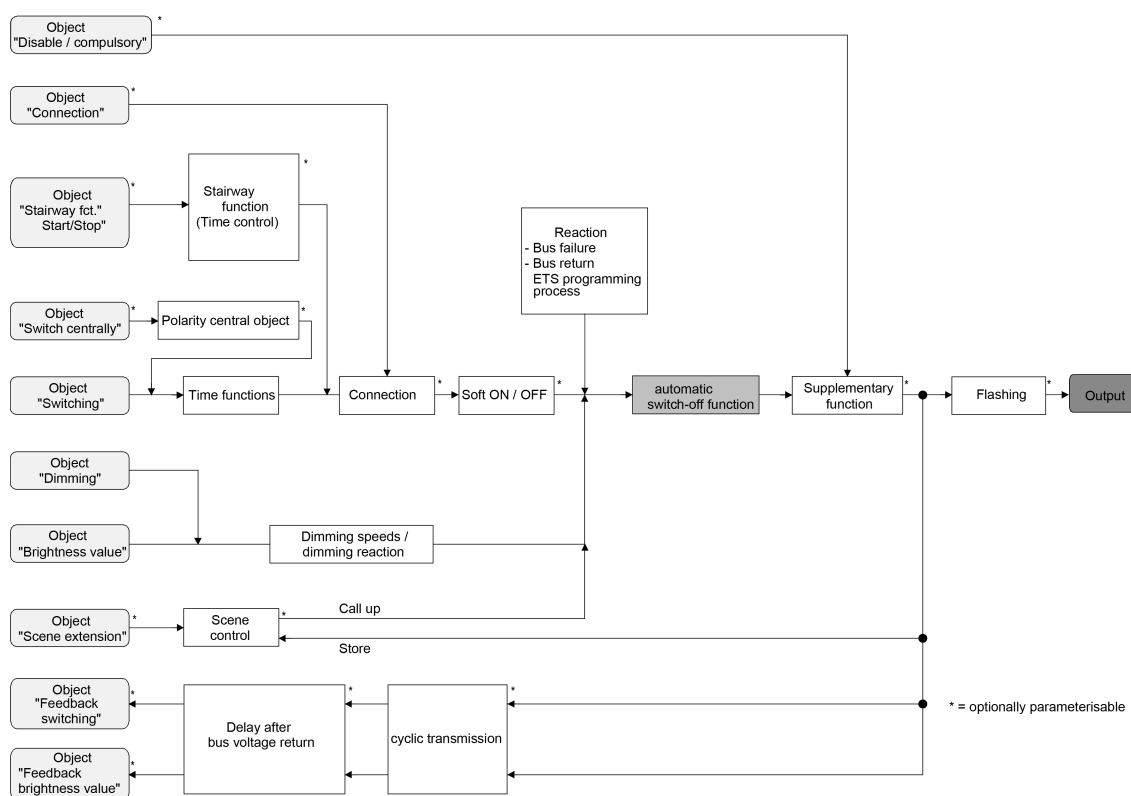 Object
"Disable / compulsory"
*
Object
"Connection"
*
Object
"Stairway fct."
Start/Stop"
*
Stairway
function
(Time control)
*
Reaction
- Bus failure
- Bus return
ETS programming
process
Object
"Switch centrally"
*
Polarity central object
*
Object
"Switching"
Time functions
Connection
*
Soft ON / OFF
*
automatic
switch-off function
Supplementary
function
*
Flashing
*
Output
Object
"Dimming"
Object
"Brightness value"
Dimming speeds /
dimming reaction
Object
"Scene extension"
*
Scene
control
*
Call up
Store
Object
"Feedback
switching"
*
Delay after
bus voltage return
*
cyclic transmission
*
* = optionally parameterisable
Object
"Feedback
brightness value"
*